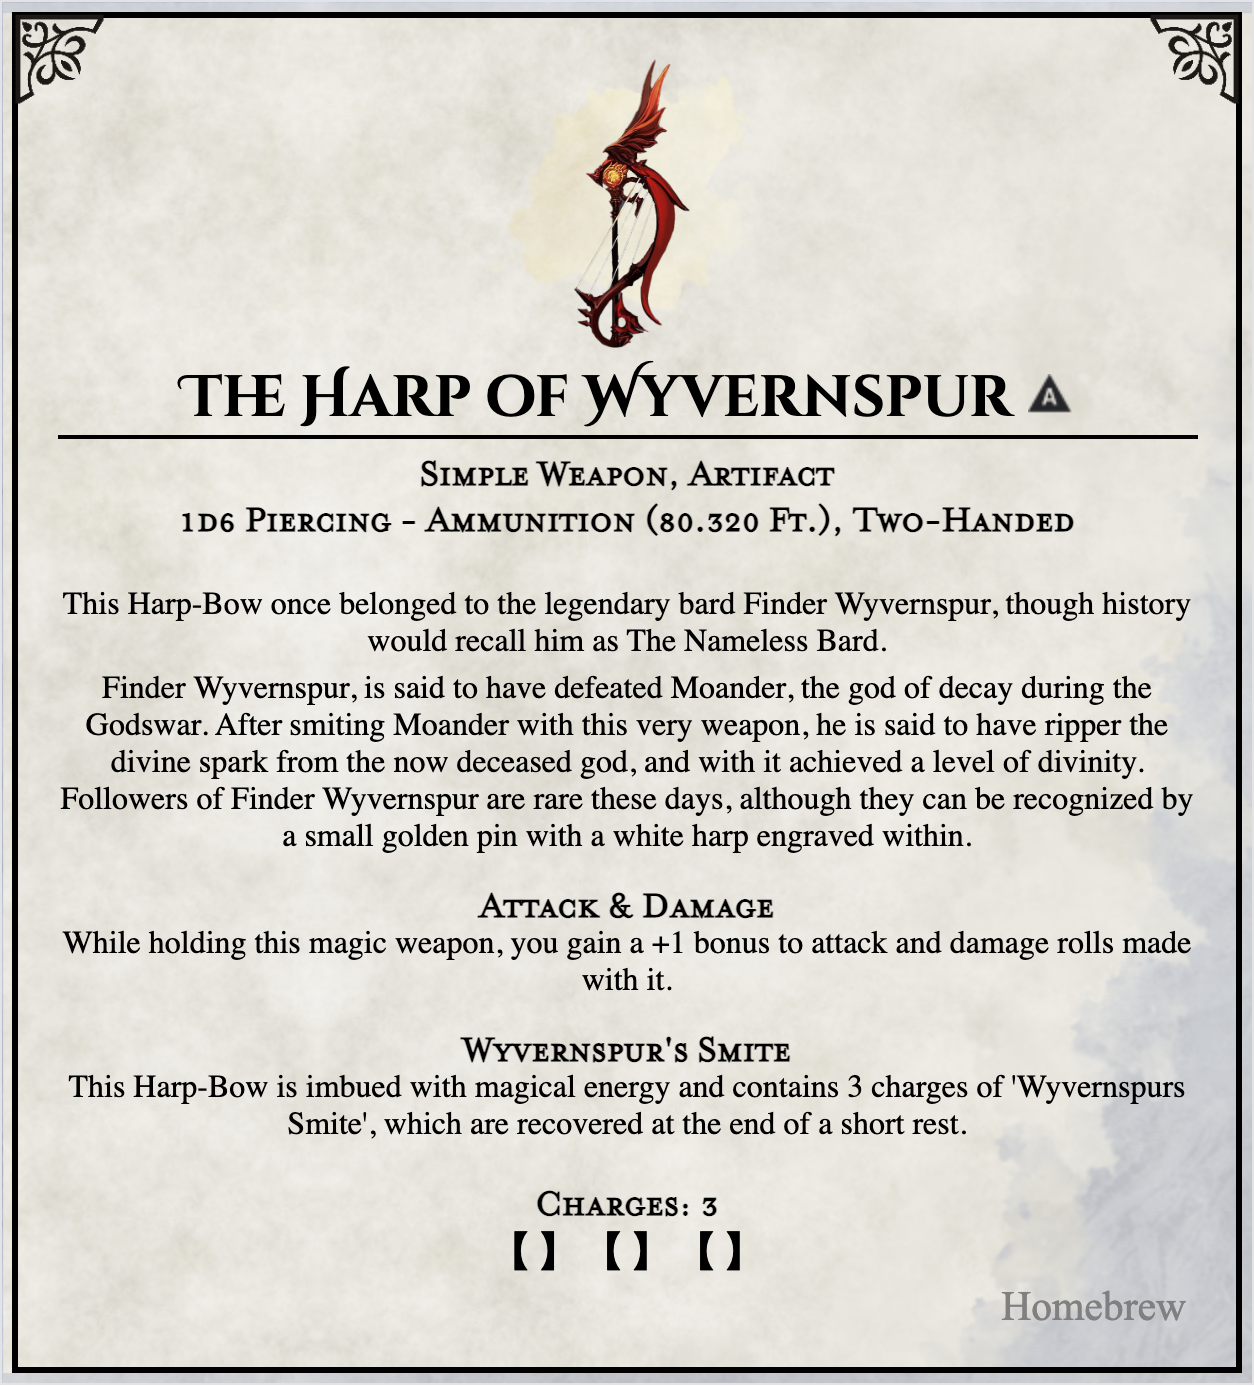 The Harp of Wyvernspur A
Simple Weapon, Artifact
1d6 Piercing - Ammunition (80.320 Ft.), Two-Handed
This Harp-Bow once belonged to the legendary bard Finder Wyvernspur, though history
would recall him as The Nameless Bard.
Finder Wyvernspur, is said to have defeated Moander, the god of decay during the
Godswar. After smiting Moander with this very weapon, he is said to have ripper the
divine spark from the now deceased god, and with it achieved a level of divinity.
Followers of Finder Wyvernspur are rare these days, although they can be recognized by
a small golden pin with a white harp engraved within.
Attack & Damage
While holding this magic weapon, you gain a +1 bonus to attack and damage rolls made
with it.
Wyvernspur's Smite
This Harp-Bow is imbued with magical energy and contains 3 charges of 'Wyvernspurs
Smite', which are recovered at the end of a short rest.
Charges: 3
【 】 【 】 【 】
Homebrew